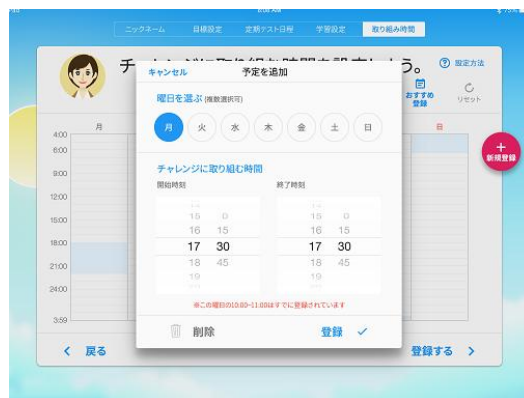 75%
ニックネーム 目標設定 定期テスト日程 学習設定 取り組み時間
設定方法
おすすめ
登録
リセット
キャンセル 予定を追加
曜日を選ぶ (複数選択可)
月 火 水 木 金 土 日
チャレンジに取り組む時間
開始時刻 終了時刻
15 0 15 0
16 15 16 15
17 30 17 30
18 45 18 45
19 19
※この曜日の10:00-11:00はすでに登録されています
削除 登録
月 日
4:00
6:00
9:00
12:00
15:00
18:00
21:00
24:00
3:59
+
新規登録
戻る 登録する